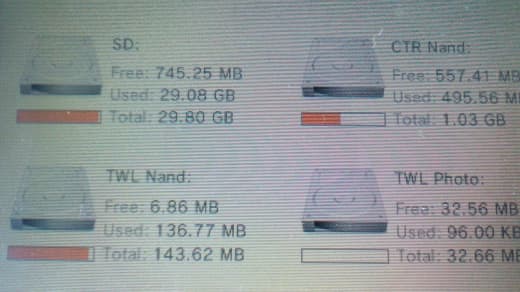 SD:
Free: 745.25 MB
Used: 29.08 GB
Total: 29.80 GB
CTR Nand:
Free: 557.41 MB
Used: 495.56 M
Total: 1.03 GB
TWL Nand:
Free: 6.86 MB
Used: 136.77 MB
Total: 143.62 MB
TWL Photo:
Free: 32.56 MB
Used: 96.00 KB
Total: 32.66 MB